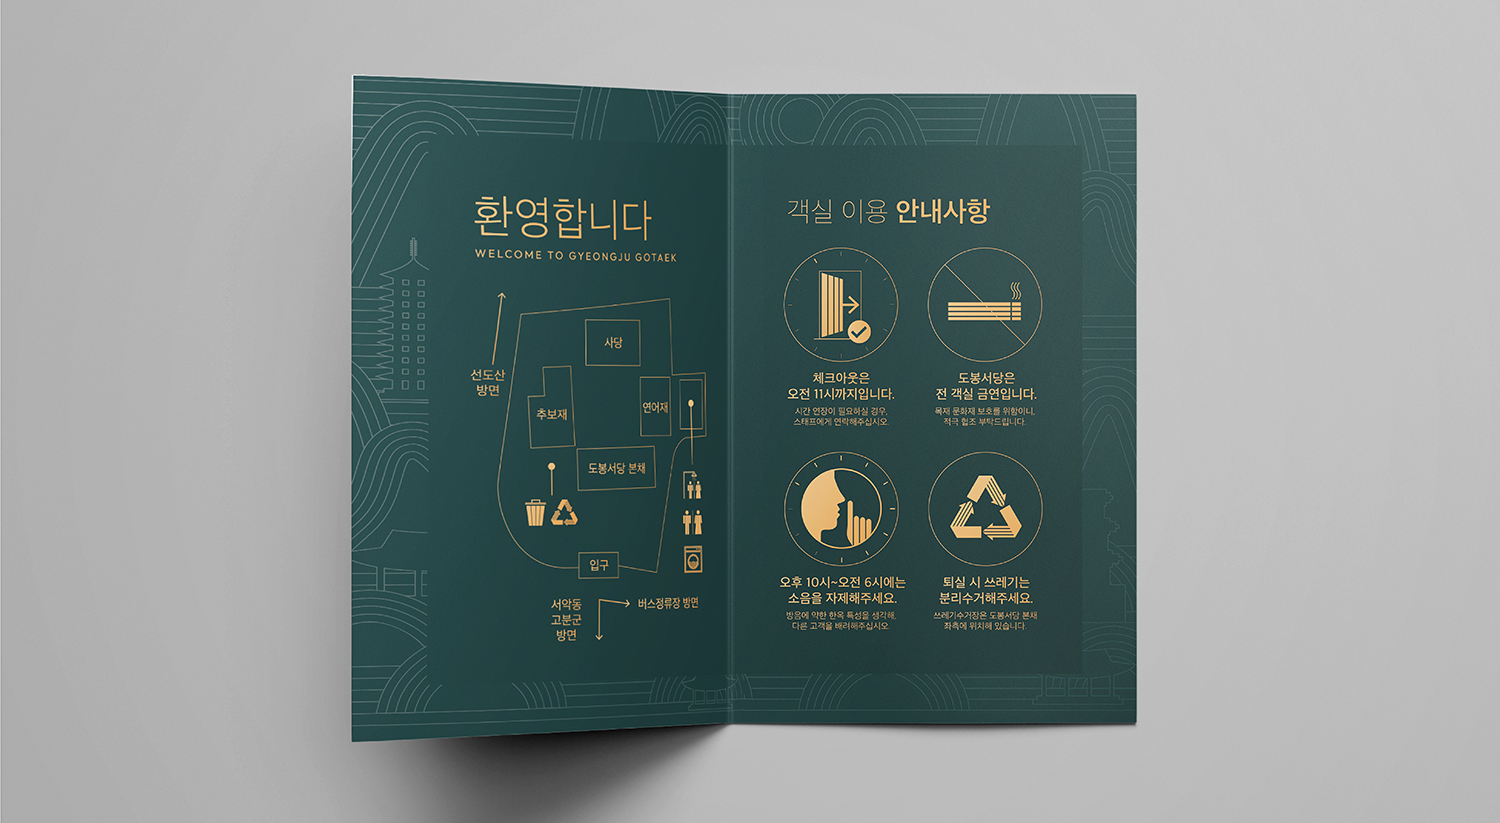 환영합니다
WELCOME TO GYEONGJU GOTAEK
선도산
방면
사당
추보재
연어재
도봉서당 본채
입구
서악동
고분군
방면
버스정류장 방면
객실 이용 안내사항
체크아웃은
오전 11시까지입니다.
시간 연장이 필요하실 경우,
스태프에게 연락해주십시오.
도봉서당은
전 객실 금연입니다.
목재 문화재 보호를 위함이니,
적극 협조 부탁드립니다.
오후 10시~오전 6시에는
소음을 자제해주세요.
방음에 약한 한옥 특성을 생각해,
다른 고객을 배려해주십시오.
퇴실 시 쓰레기는
분리수거해주세요.
쓰레기수거장은 도봉서당 본채
좌측에 위치해 있습니다.